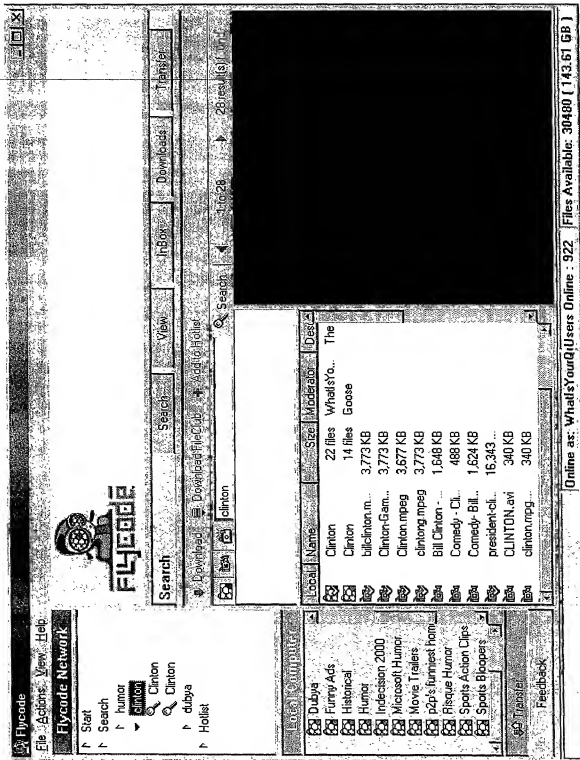 Flycode
File Actions View Help
Flycode Network
Start
Search
humor
clinton
Clinton
Clinton
dubya
Hotlist
Local Computer
Dubya
Funny Ads
Historical
Humor
Indecision 2000
Microsoft Humor
Movie Trailers
p2p's funniest hom
Risque Humor
Sports Action Clips
Sports Bloopers
Transfer
Feedback
FLYCODE
Search
Search View InBox Downloads Transfer
Download Download FileClub Add to Hotlist
1 to 28 28 results found
clinton Search
Local Name Size Moderator Des
Clinton 22 files WhatIsYo... The
Clinton 14 files Goose
billclinton.m... 3,773 KB
Clinton-Gam... 3,773 KB
Clinton.mpeg 3,677 KB
clintong.mpeg 3,773 KB
Bill Clinton - ... 1,648 KB
Comedy - Cli... 488 KB
Comedy- Bill... 1,624 KB
president-cli... 16,343 ...
CLINTON.avi 340 KB
clinton.mpg... 340 KB
Online as: WhatIsYourQ Users Online : 922 Files Available: 30480 ( 143.61 GB )